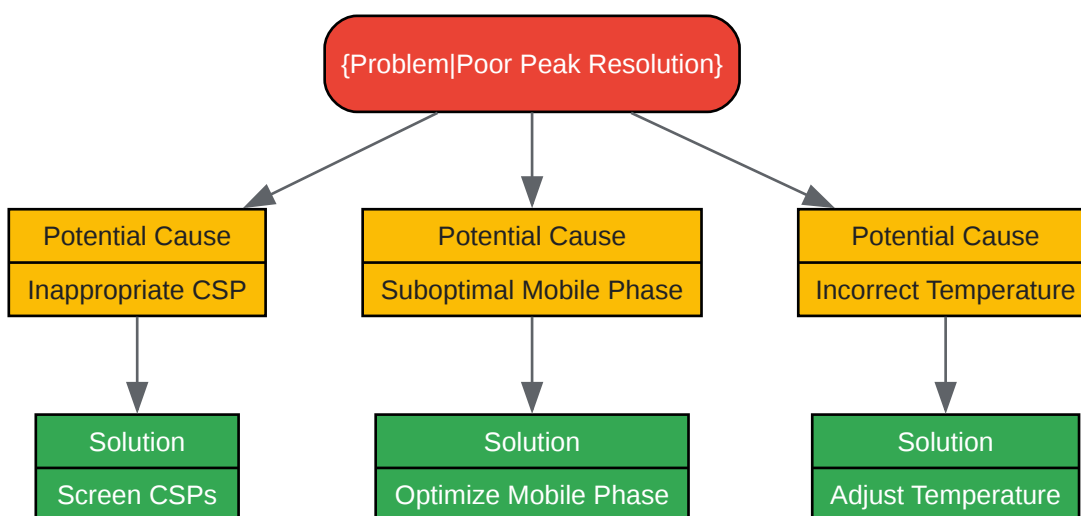 {Problem|Poor Peak Resolution}
Potential Cause
Inappropriate CSP
Potential Cause
Suboptimal Mobile Phase
Potential Cause
Incorrect Temperature
Solution
Screen CSPs
Solution
Optimize Mobile Phase
Solution
Adjust Temperature